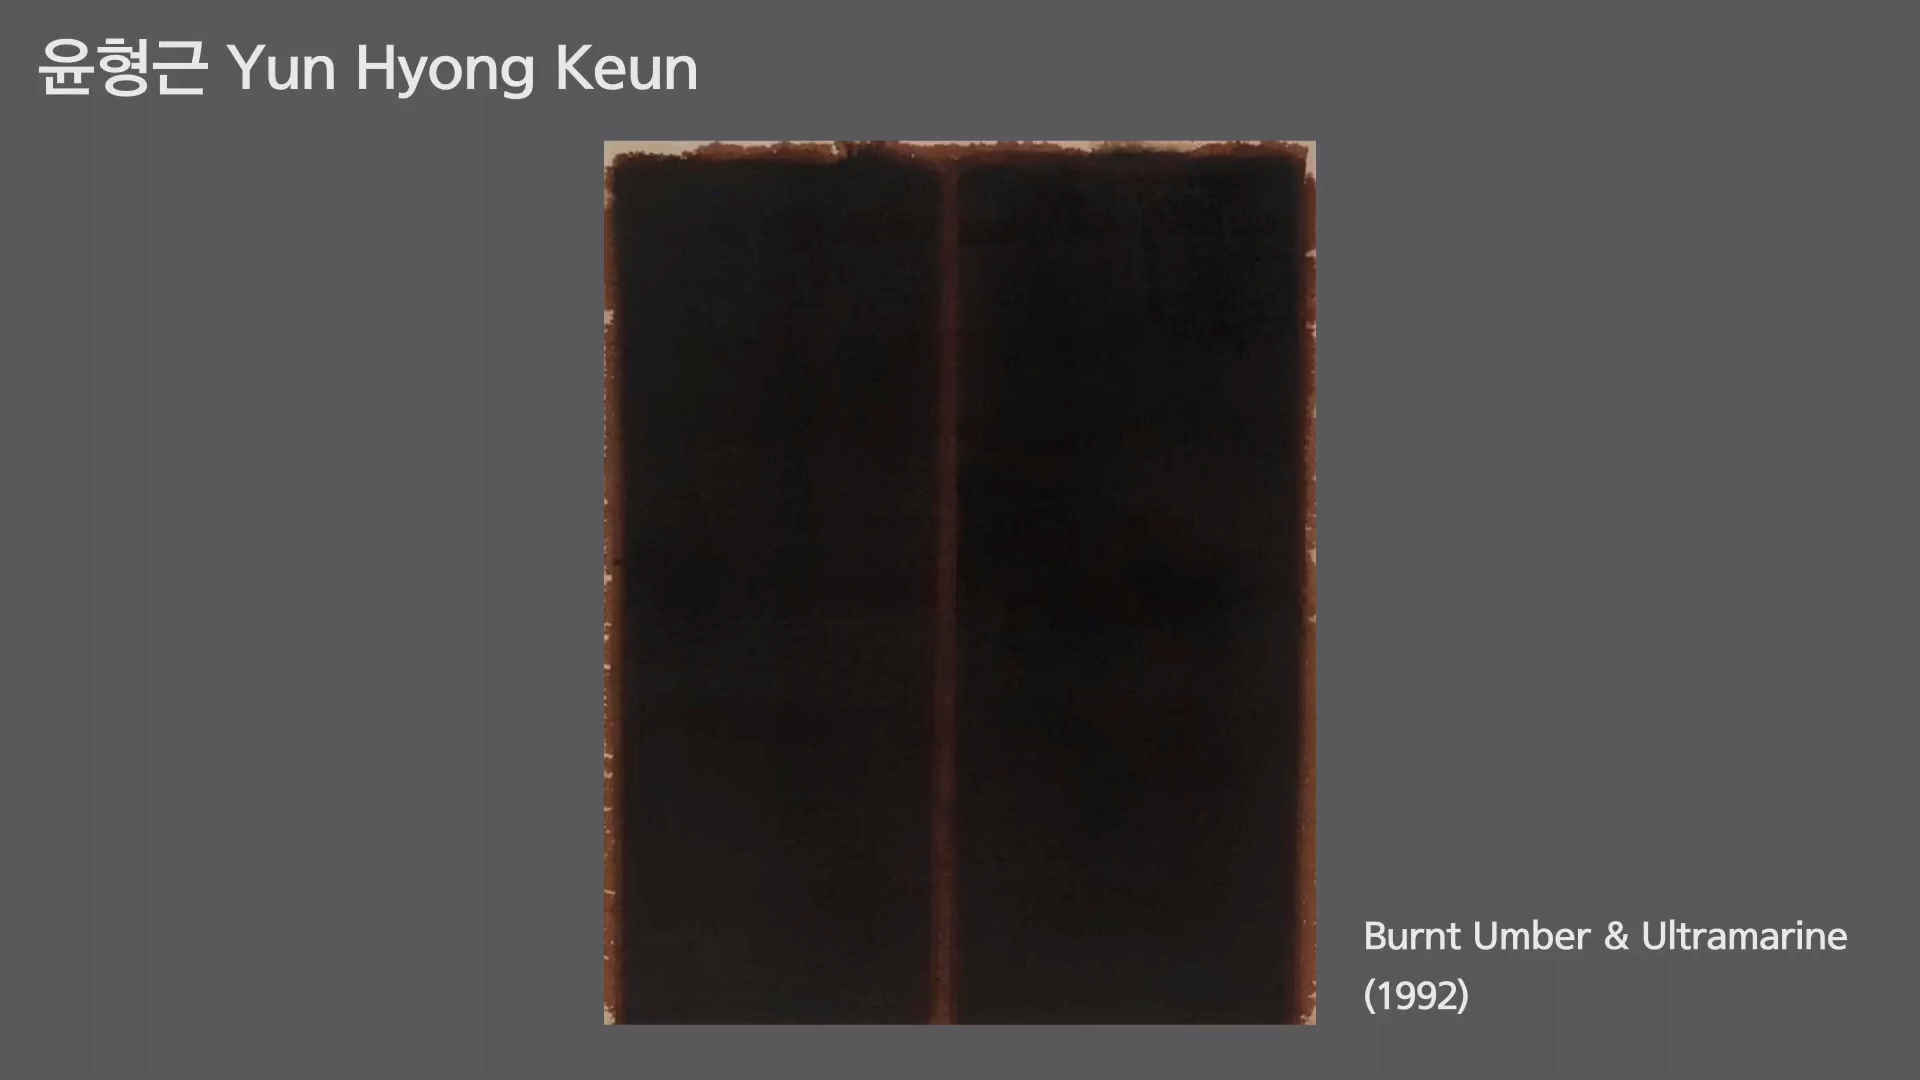 윤형근 Yun Hyong Keun
Burnt Umber & Ultramarine
(1992)